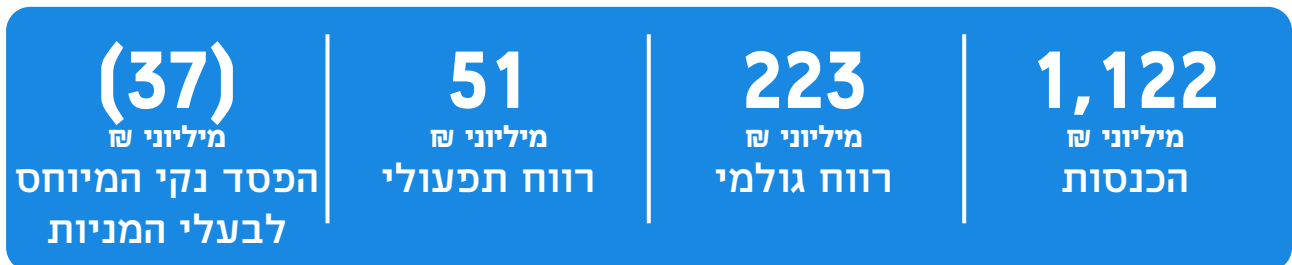 1,122
מיליוני ₪
הכנסות
223
מיליוני ₪
רווח גולמי
51
מיליוני ₪
רווח תפעולי
(37)
מיליוני ₪
הפסד נקי המיוחס
לבעלי המניות